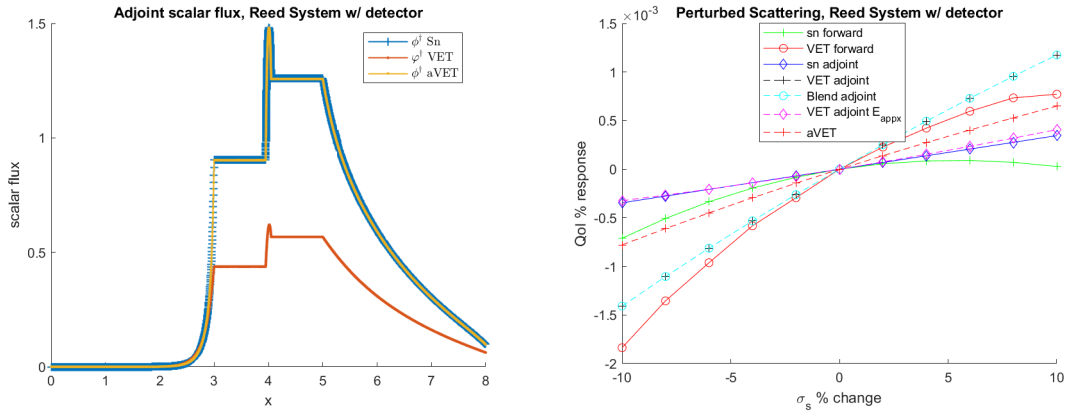 Adjoint scalar flux, Reed System w/ detector
1.5
1
0.5
0
scalar flux
0 1 2 3 4 5 6 7 8
x
ϕ† Sn
φ† VET
ϕ† aVET
Perturbed Scattering, Reed System w/ detector
×10-3
1.5
1
0.5
0
-0.5
-1
-1.5
-2
QoI % response
-10 -5 0 5 10
σs % change
sn forward
VET forward
sn adjoint
VET adjoint
Blend adjoint
VET adjoint Eappx
aVET